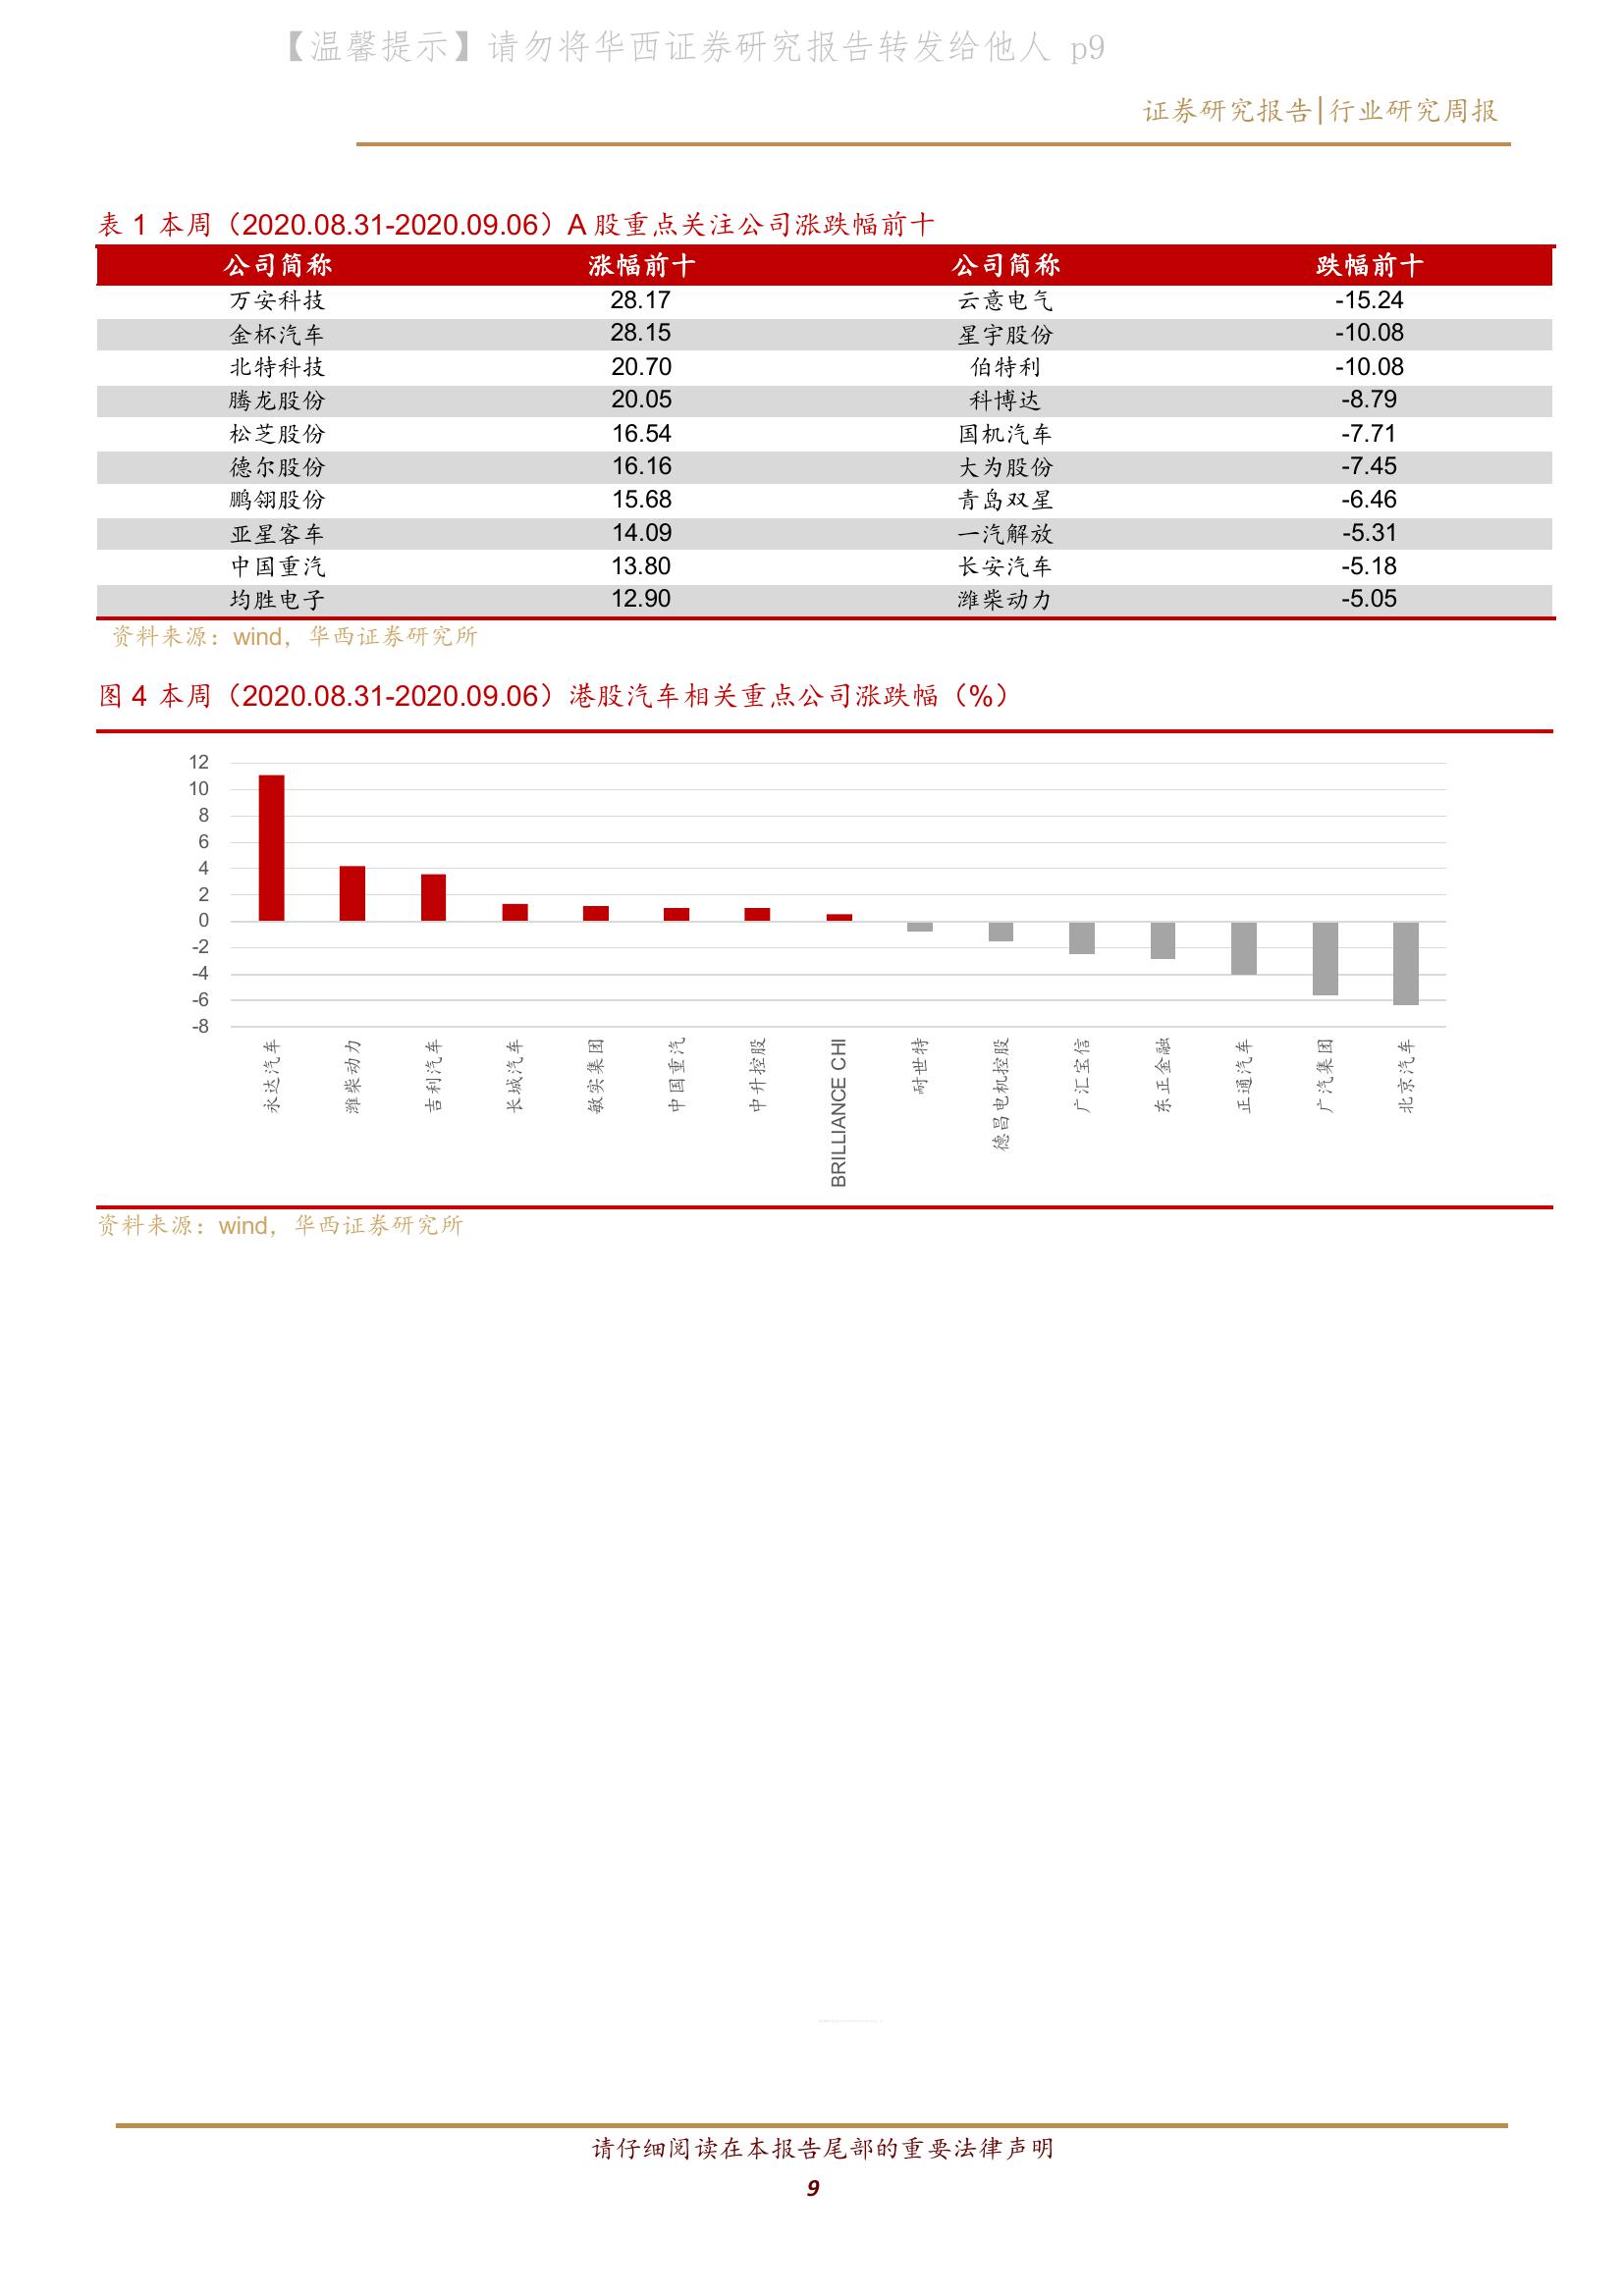 【温馨提示】请勿将华西证券研究报告转发给他人 p9
证券研究报告|行业研究周报
表 1 本周（2020.08.31-2020.09.06）A 股重点关注公司涨跌幅前十
公司简称 涨幅前十 公司简称 跌幅前十
万安科技 28.17 云意电气 -15.24
金杯汽车 28.15 星宇股份 -10.08
北特科技 20.70 伯特利 -10.08
腾龙股份 20.05 科博达 -8.79
松芝股份 16.54 国机汽车 -7.71
德尔股份 16.16 大为股份 -7.45
鹏翎股份 15.68 青岛双星 -6.46
亚星客车 14.09 一汽解放 -5.31
中国重汽 13.80 长安汽车 -5.18
均胜电子 12.90 潍柴动力 -5.05
资料来源：wind，华西证券研究所
图 4 本周（2020.08.31-2020.09.06）港股汽车相关重点公司涨跌幅（%）
12
10
8
6
4
2
0
-2
-4
-6
-8
永达汽车
潍柴动力
吉利汽车
长城汽车
敏实集团
中国重汽
中升控股
BRILLIANCE CHI
耐世特
德昌电机控股
广汇宝信
东正金融
正通汽车
广汽集团
北京汽车
资料来源：wind，华西证券研究所
请仔细阅读在本报告尾部的重要法律声明
9